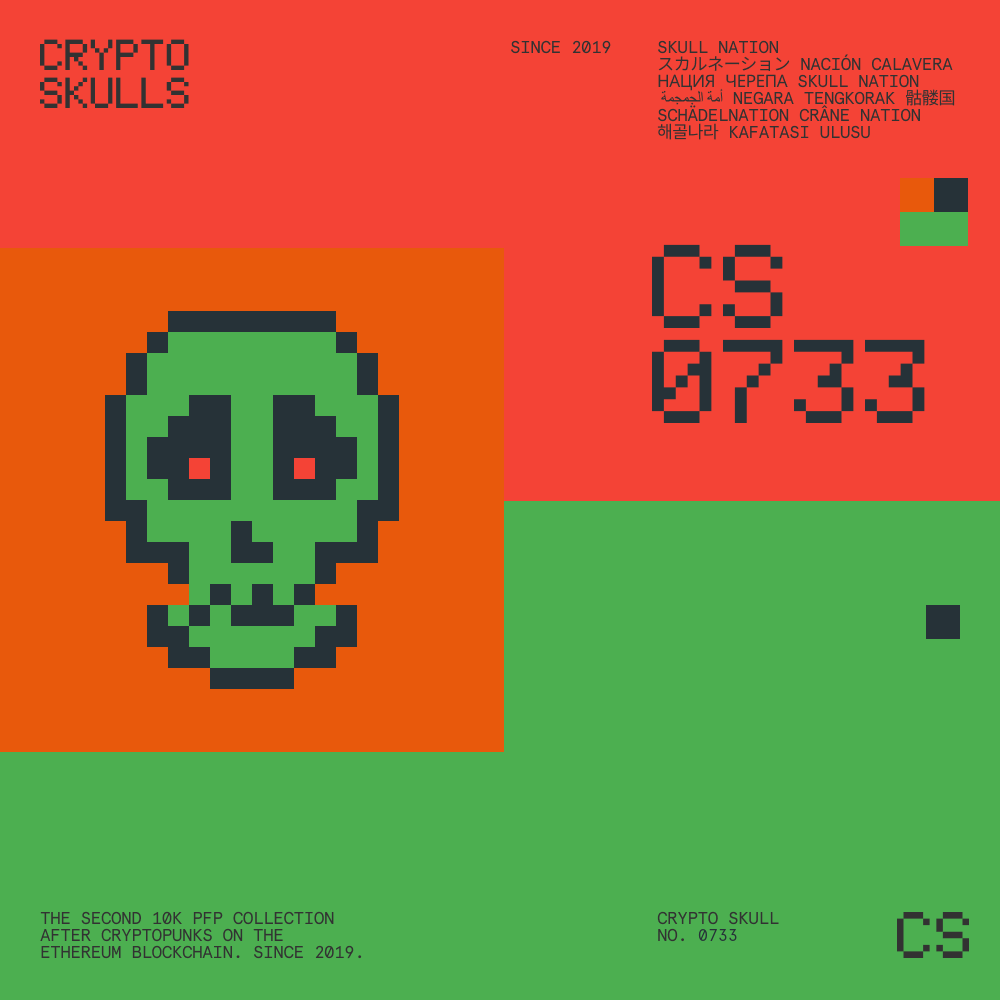 CRYPTO
SKULLS
SINCE 2019
SKULL NATION
スカルネーション NACIÓN CALAVERA
НАЦИЯ ЧЕРЕПА SKULL NATION
أمة الجمجمة NEGARA TENGKORAK 骷髅国
SCHÄDELNATION CRÂNE NATION
해골나라 KAFATASI ULUSU
CS
0733
THE SECOND 10K PFP COLLECTION
AFTER CRYPTOPUNKS ON THE
ETHEREUM BLOCKCHAIN. SINCE 2019.
CRYPTO SKULL
NO. 0733
CS